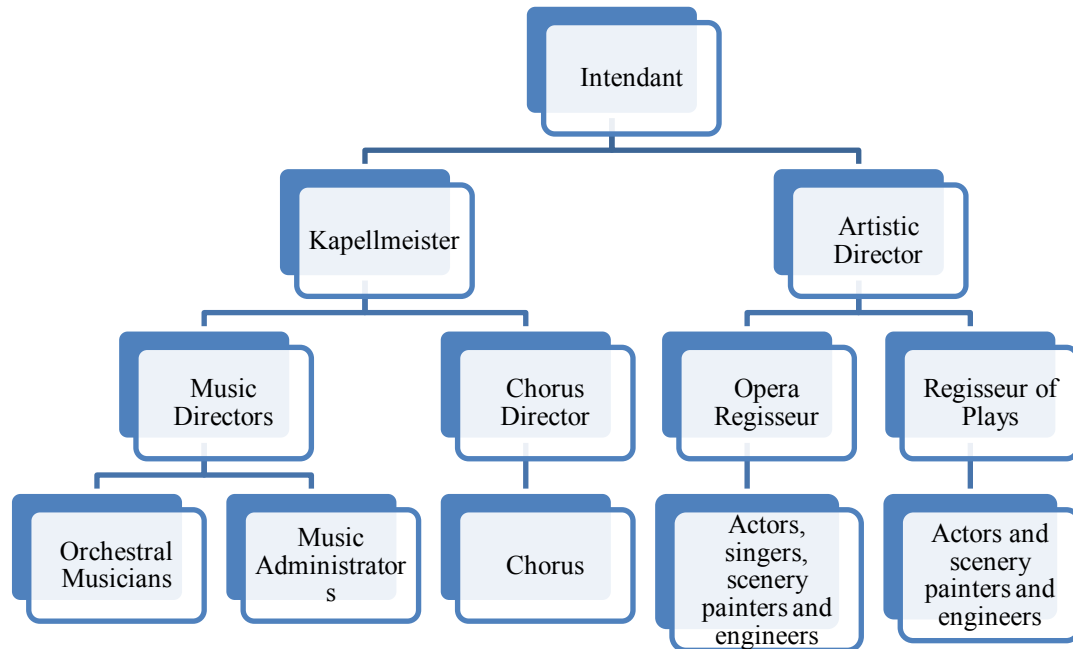 Intendant
Kapellmeister
Artistic
Director
Music
Directors
Chorus
Director
Opera
Regisseur
Regisseur of
Plays
Orchestral
Musicians
Music
Administrator
s
Chorus
Actors,
singers,
scenery
painters and
engineers
Actors and
scenery
painters and
engineers